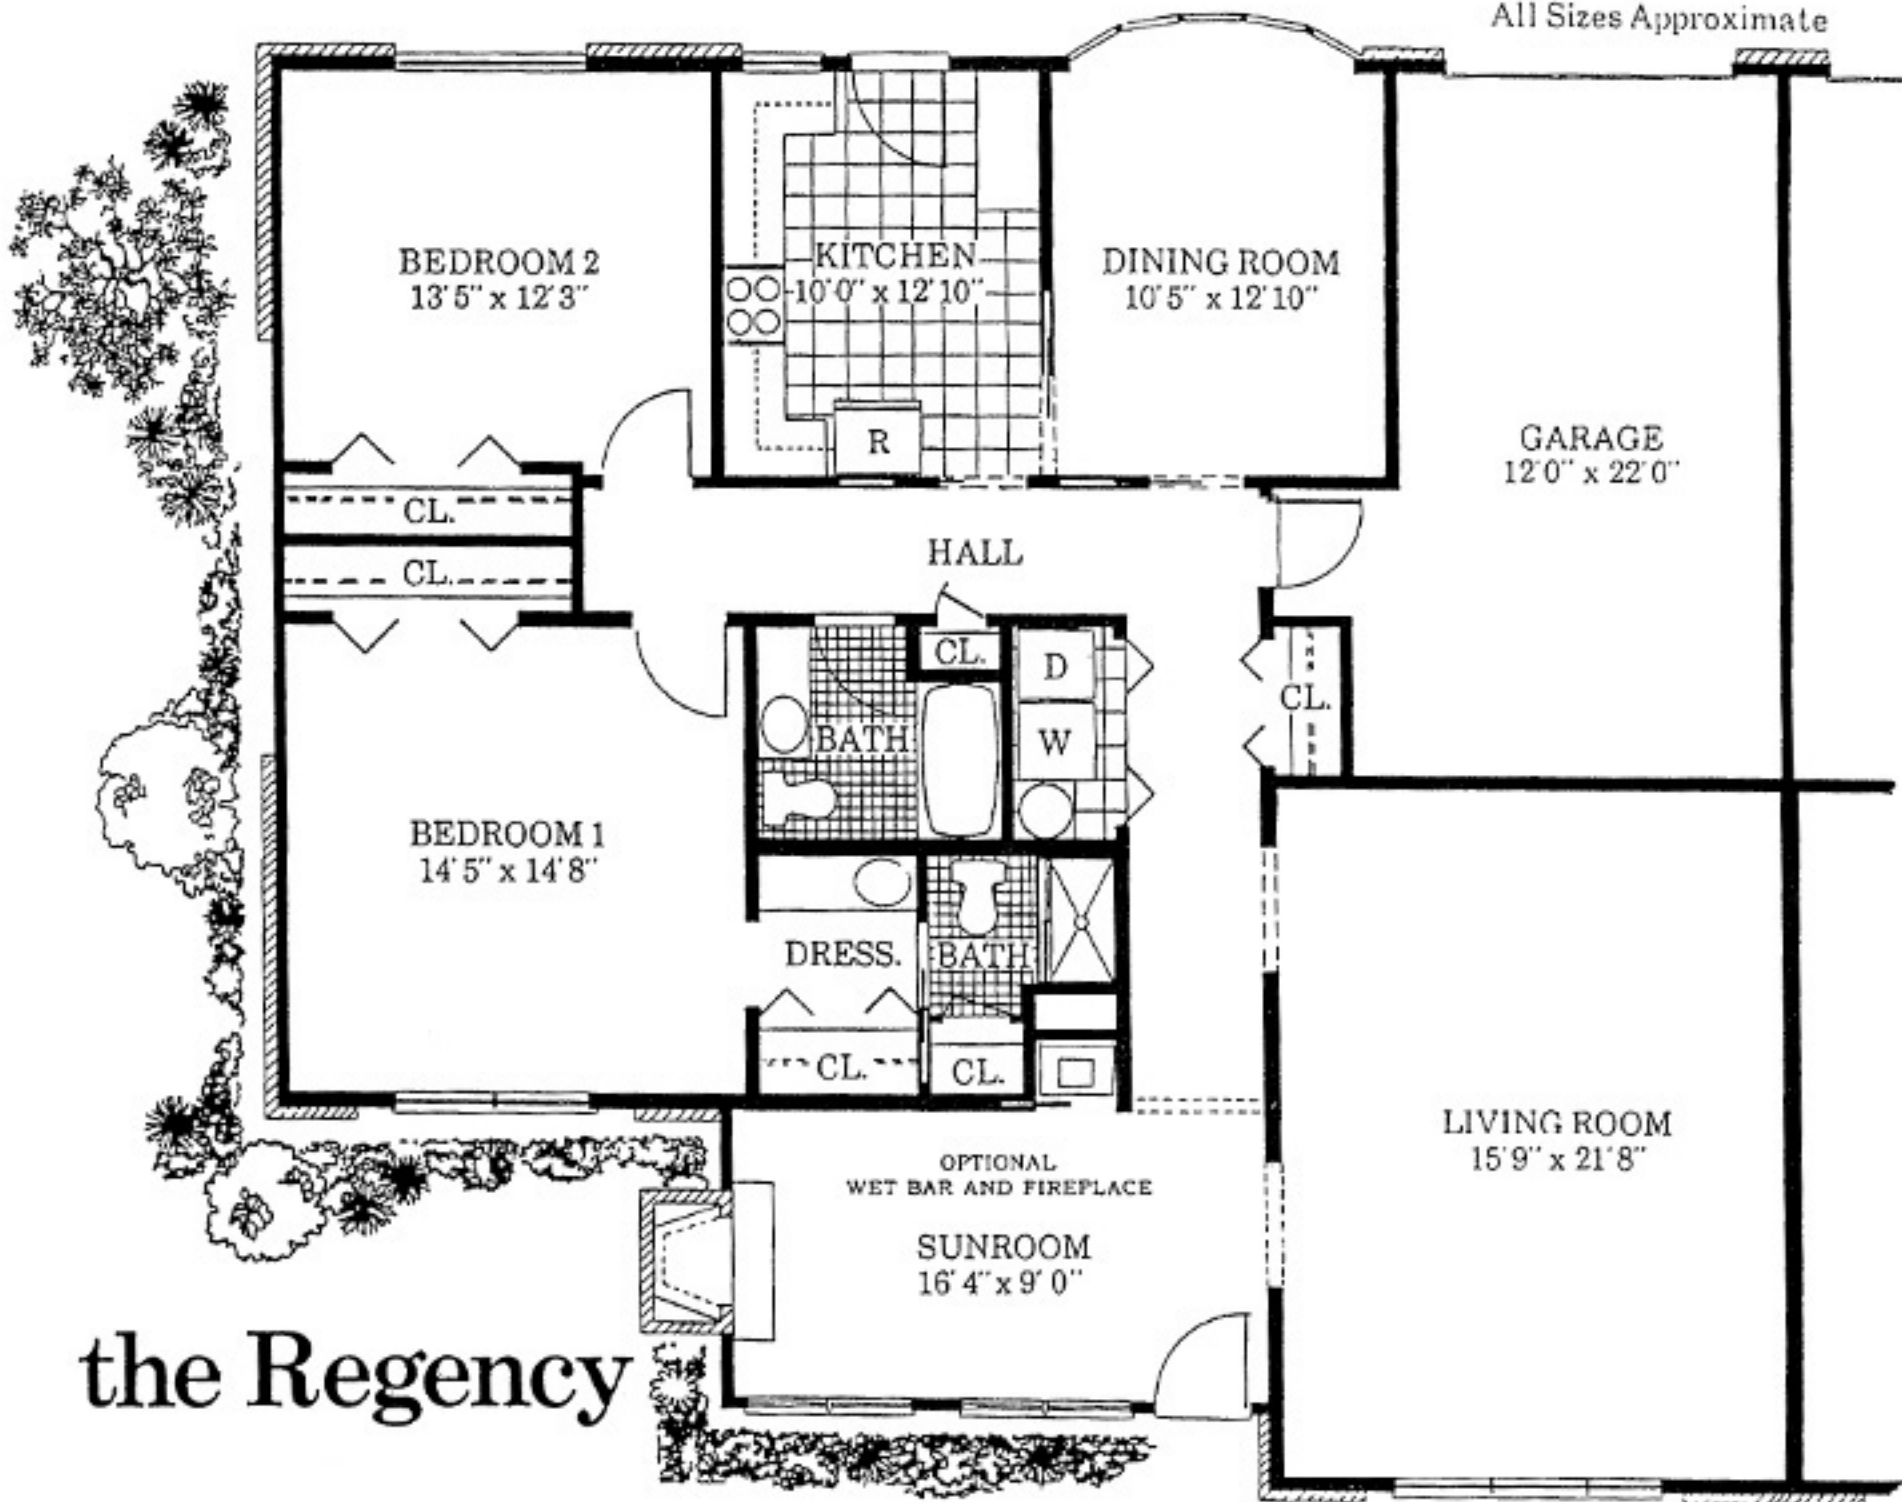 All Sizes Approximate
BEDROOM 2
13'5" x 12'3"
KITCHEN
10'0" x 12'10"
DINING ROOM
10'5" x 12'10"
GARAGE
12'0" x 22'0"
R
CL.
CL.
HALL
CL.
D
W
CL.
BATH
BEDROOM 1
14'5" x 14'8"
DRESS.
BATH
CL.
CL.
LIVING ROOM
15'9" x 21'8"
OPTIONAL
WET BAR AND FIREPLACE
SUNROOM
16'4" x 9'0"
the Regency